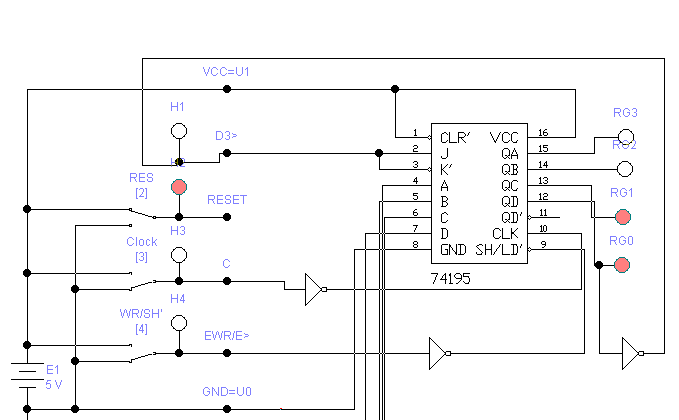 VCC=U1
H1
RG3
1 CLR' VCC 16
D3>
2 J QA 15
RG2
3 K' QB 14
RES
[2]
4 A QC 13
RG1
RESET
5 B QD 12
6 C QD' 11
H3
7 D CLK 10
RG0
Clock
[3]
8 GND SH/LD' 9
C
74195
H4
WR/SH'
[4]
EWR/E>
E1
5 V
GND=U0